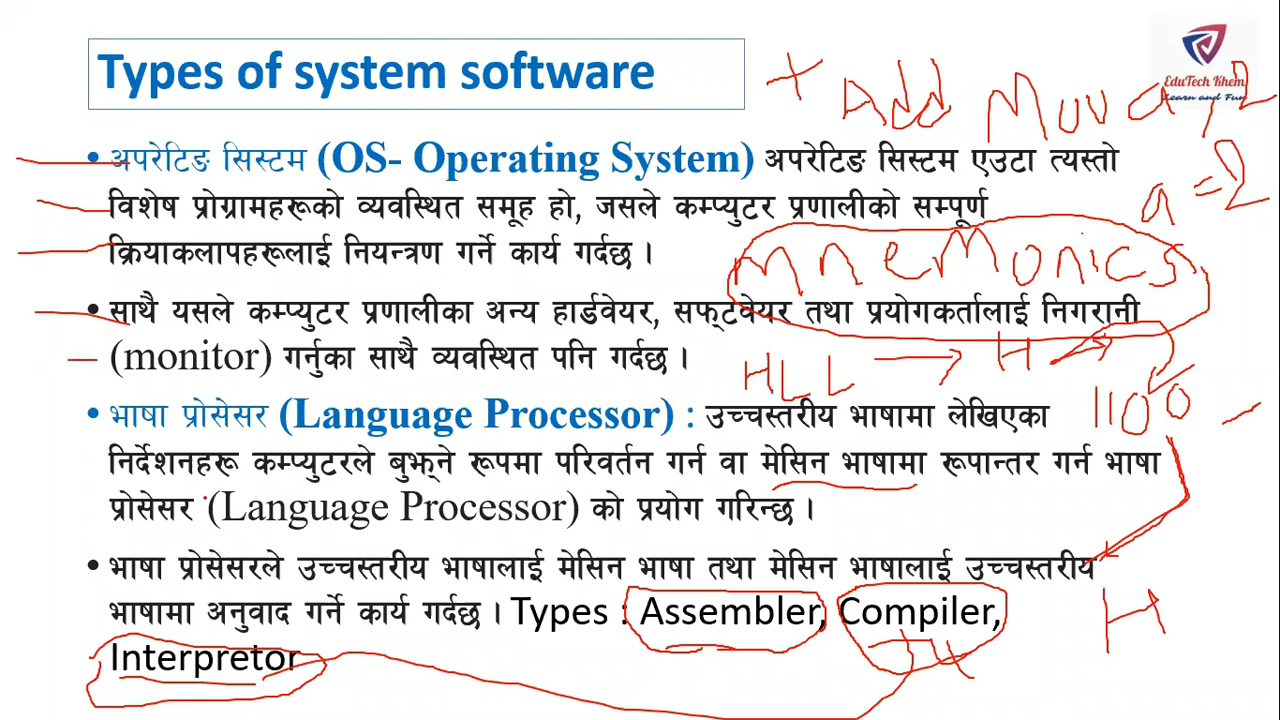 Types of system software
EduTech Khem
Learn and Fun
+ Add Mov a, 2
• अपरेटिङ सिस्टम (OS- Operating System) अपरेटिङ सिस्टम एउटा त्यस्तो
a = 2
विशेष प्रोग्रामहरूको व्यवस्थित समूह हो, जसले कम्प्युटर प्रणालीको सम्पूर्ण
क्रियाकलापहरूलाई नियन्त्रण गर्ने कार्य गर्दछ ।
mneMonics
• साथै यसले कम्प्युटर प्रणालीका अन्य हार्डवेयर, सफ्टवेयर तथा प्रयोगकर्तालाई निगरानी
(monitor) गर्नुका साथै व्यवस्थित पनि गर्दछ ।
HLL → H
1100
• भाषा प्रोसेसर (Language Processor) : उच्चस्तरीय भाषामा लेखिएका
निर्देशनहरू कम्प्युटरले बुझ्ने रूपमा परिवर्तन गर्न वा मेसिन भाषामा रूपान्तर गर्न भाषा
प्रोसेसर (Language Processor) को प्रयोग गरिन्छ ।
• भाषा प्रोसेसरले उच्चस्तरीय भाषालाई मेसिन भाषा तथा मेसिन भाषालाई उच्चस्तरीय
भाषामा अनुवाद गर्ने कार्य गर्दछ । Types : Assembler, Compiler,
H
Interpretor